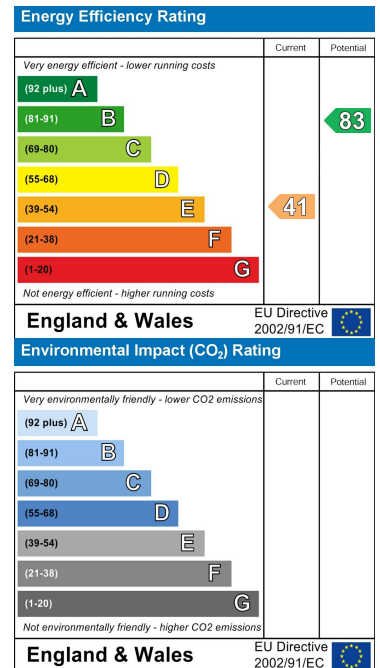 Energy Efficiency Rating
Current Potential
Very energy efficient - lower running costs
(92 plus) A
(81-91) B
83
(69-80) C
(55-68) D
(39-54) E
41
(21-38) F
(1-20) G
Not energy efficient - higher running costs
England & Wales
EU Directive
2002/91/EC
Environmental Impact (CO₂) Rating
Current Potential
Very environmentally friendly - lower CO2 emissions
(92 plus) A
(81-91) B
(69-80) C
(55-68) D
(39-54) E
(21-38) F
(1-20) G
Not environmentally friendly - higher CO2 emissions
England & Wales
EU Directive
2002/91/EC